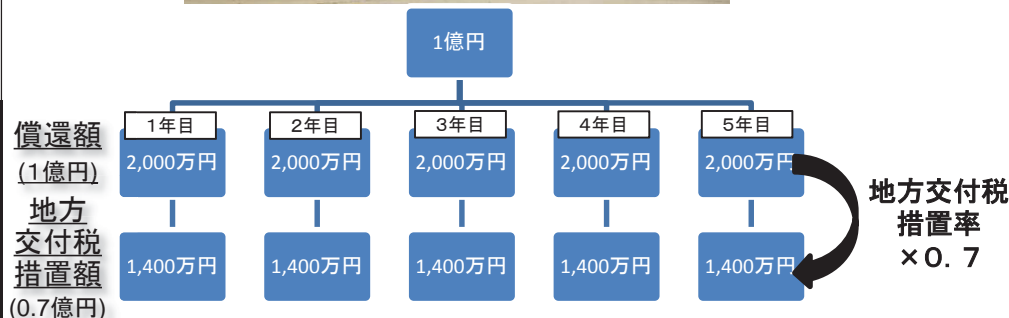 1億円
1年目
2年目
3年目
4年目
5年目
償還額
(1億円)
2,000万円
2,000万円
2,000万円
2,000万円
2,000万円
地方交付税
措置率
×0.7
地方
交付税
措置額
(0.7億円)
1,400万円
1,400万円
1,400万円
1,400万円
1,400万円